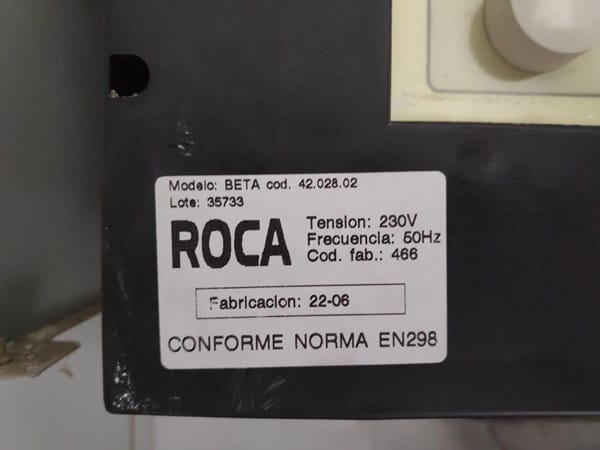 Modelo: BETA cod. 42.028.02
Lote: 35733
ROCA
Tension: 230V
Frecuencia: 50Hz
Cod. fab.: 466
Fabricacion: 22-06
CONFORME NORMA EN298